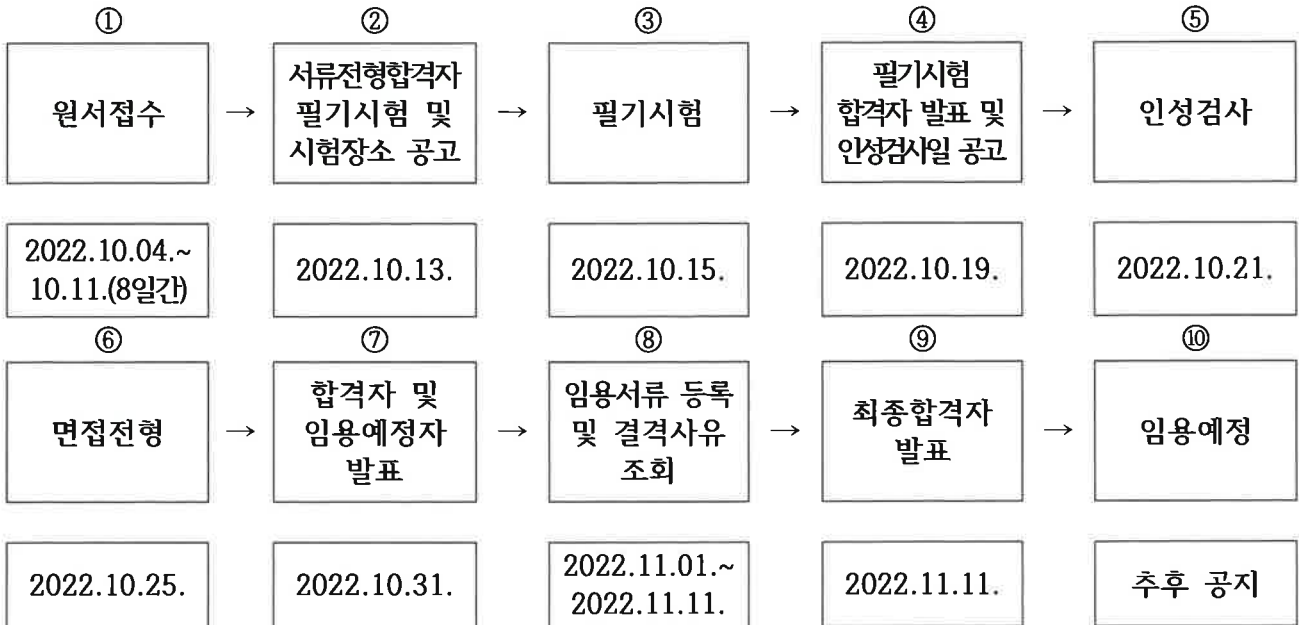 ① ② ③ ④ ⑤
원서접수 → 서류전형합격자 필기시험 및 시험장소 공고 → 필기시험 → 필기시험 합격자 발표 및 인성검사일 공고 → 인성검사
2022.10.04.~
10.11.(8일간)
2022.10.13.
2022.10.15.
2022.10.19.
2022.10.21.
⑥ ⑦ ⑧ ⑨ ⑩
면접전형 → 합격자 및 임용예정자 발표 → 임용서류 등록 및 결격사유 조회 → 최종합격자 발표 → 임용예정
2022.10.25.
2022.10.31.
2022.11.01.~
2022.11.11.
2022.11.11.
추후 공지